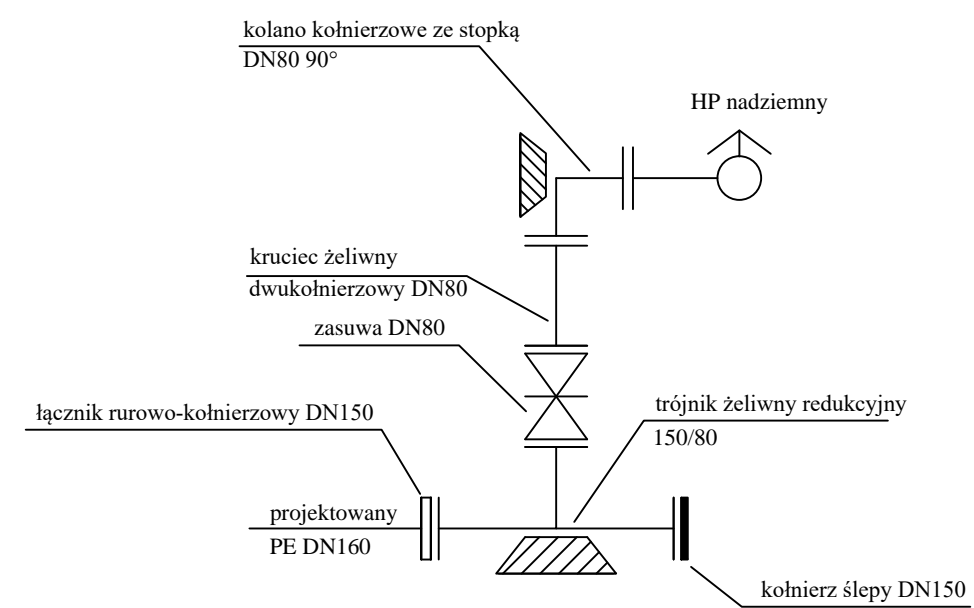 kolano kołnierzowe ze stopką
DN80 90°
HP nadziemny
kruciec żeliwny
dwukołnierzowy DN80
zasuwa DN80
łącznik rurowo-kołnierzowy DN150
trójnik żeliwny redukcyjny
150/80
projektowany
PE DN160
kołnierz ślepy DN150